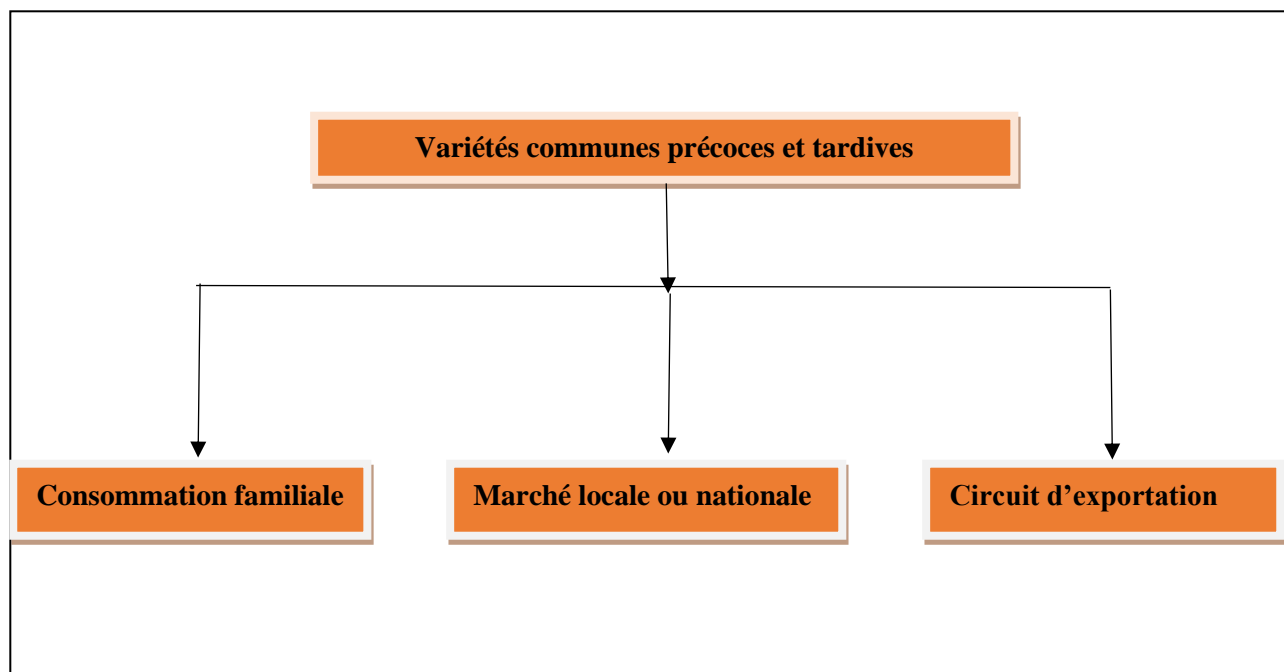 Variétés communes précoces et tardives
Consommation familiale
Marché locale ou nationale
Circuit d’exportation